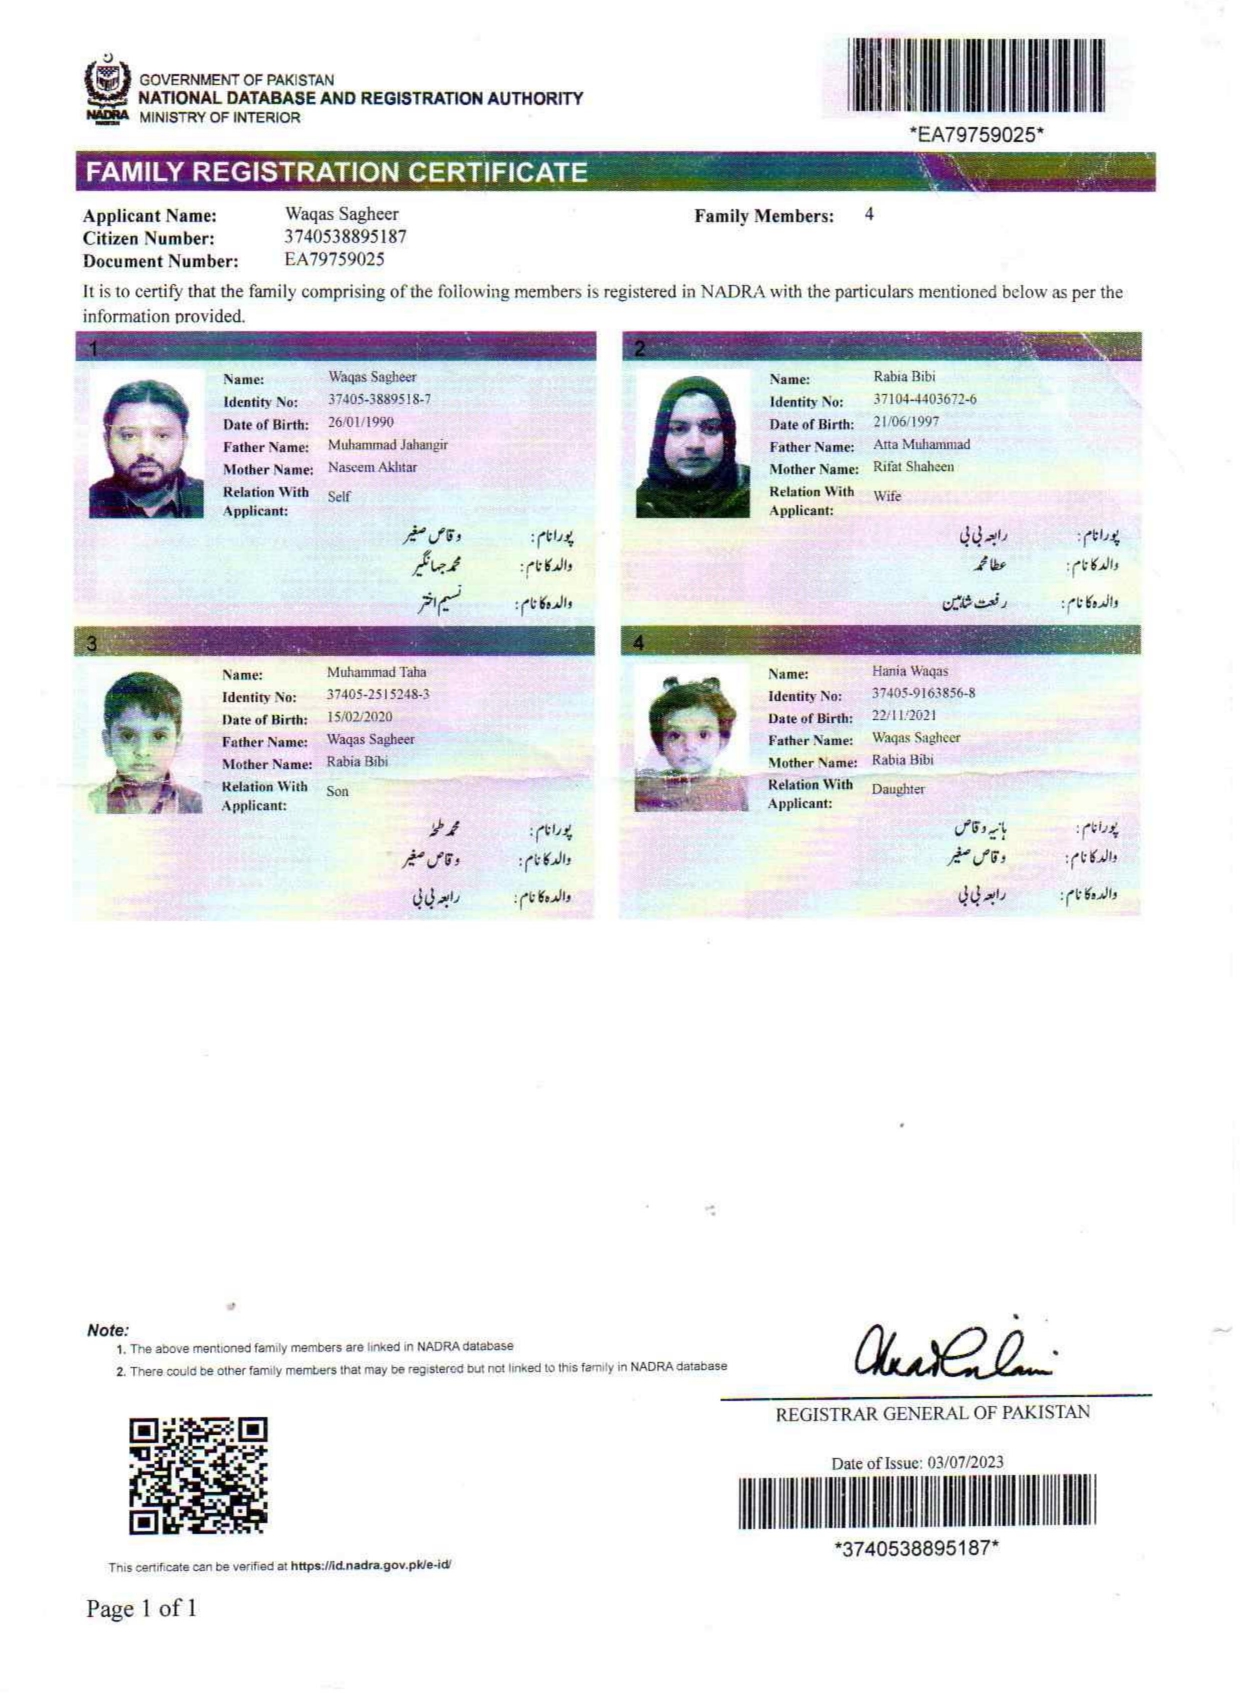 GOVERNMENT OF PAKISTAN
NATIONAL DATABASE AND REGISTRATION AUTHORITY
MINISTRY OF INTERIOR
NADRA
*EA79759025*
FAMILY REGISTRATION CERTIFICATE
Applicant Name: Waqas Sagheer
Family Members: 4
Citizen Number: 3740538895187
Document Number: EA79759025
It is to certify that the family comprising of the following members is registered in NADRA with the particulars mentioned below as per the
information provided.
1
Name: Waqas Sagheer
Identity No: 37405-3889518-7
Date of Birth: 26/01/1990
Father Name: Muhammad Jahangir
Mother Name: Naseem Akhtar
Relation With Self
Applicant:
پورانام: وقاص صغیر
والد کا نام: محمد جہانگیر
والدہ کا نام: نسیم اختر
2
Name: Rabia Bibi
Identity No: 37104-4403672-6
Date of Birth: 21/06/1997
Father Name: Atta Muhammad
Mother Name: Rifat Shaheen
Relation With Wife
Applicant:
پورانام: رابعہ بی بی
والد کا نام: عطا محمد
والدہ کا نام: رفعت شاہین
3
Name: Muhammad Taha
Identity No: 37405-2515248-3
Date of Birth: 15/02/2020
Father Name: Waqas Sagheer
Mother Name: Rabia Bibi
Relation With Son
Applicant:
پورانام: محمد طہٰ
والد کا نام: وقاص صغیر
والدہ کا نام: رابعہ بی بی
4
Name: Hania Waqas
Identity No: 37405-9163856-8
Date of Birth: 22/11/2021
Father Name: Waqas Sagheer
Mother Name: Rabia Bibi
Relation With Daughter
Applicant:
پورانام: ہانیہ وقاص
والد کا نام: وقاص صغیر
والدہ کا نام: رابعہ بی بی
Note:
1. The above mentioned family members are linked in NADRA database
2. There could be other family members that may be registered but not linked to this family in NADRA database
REGISTRAR GENERAL OF PAKISTAN
Date of Issue: 03/07/2023
*3740538895187*
This certificate can be verified at https://id.nadra.gov.pk/e-id/
Page 1 of 1